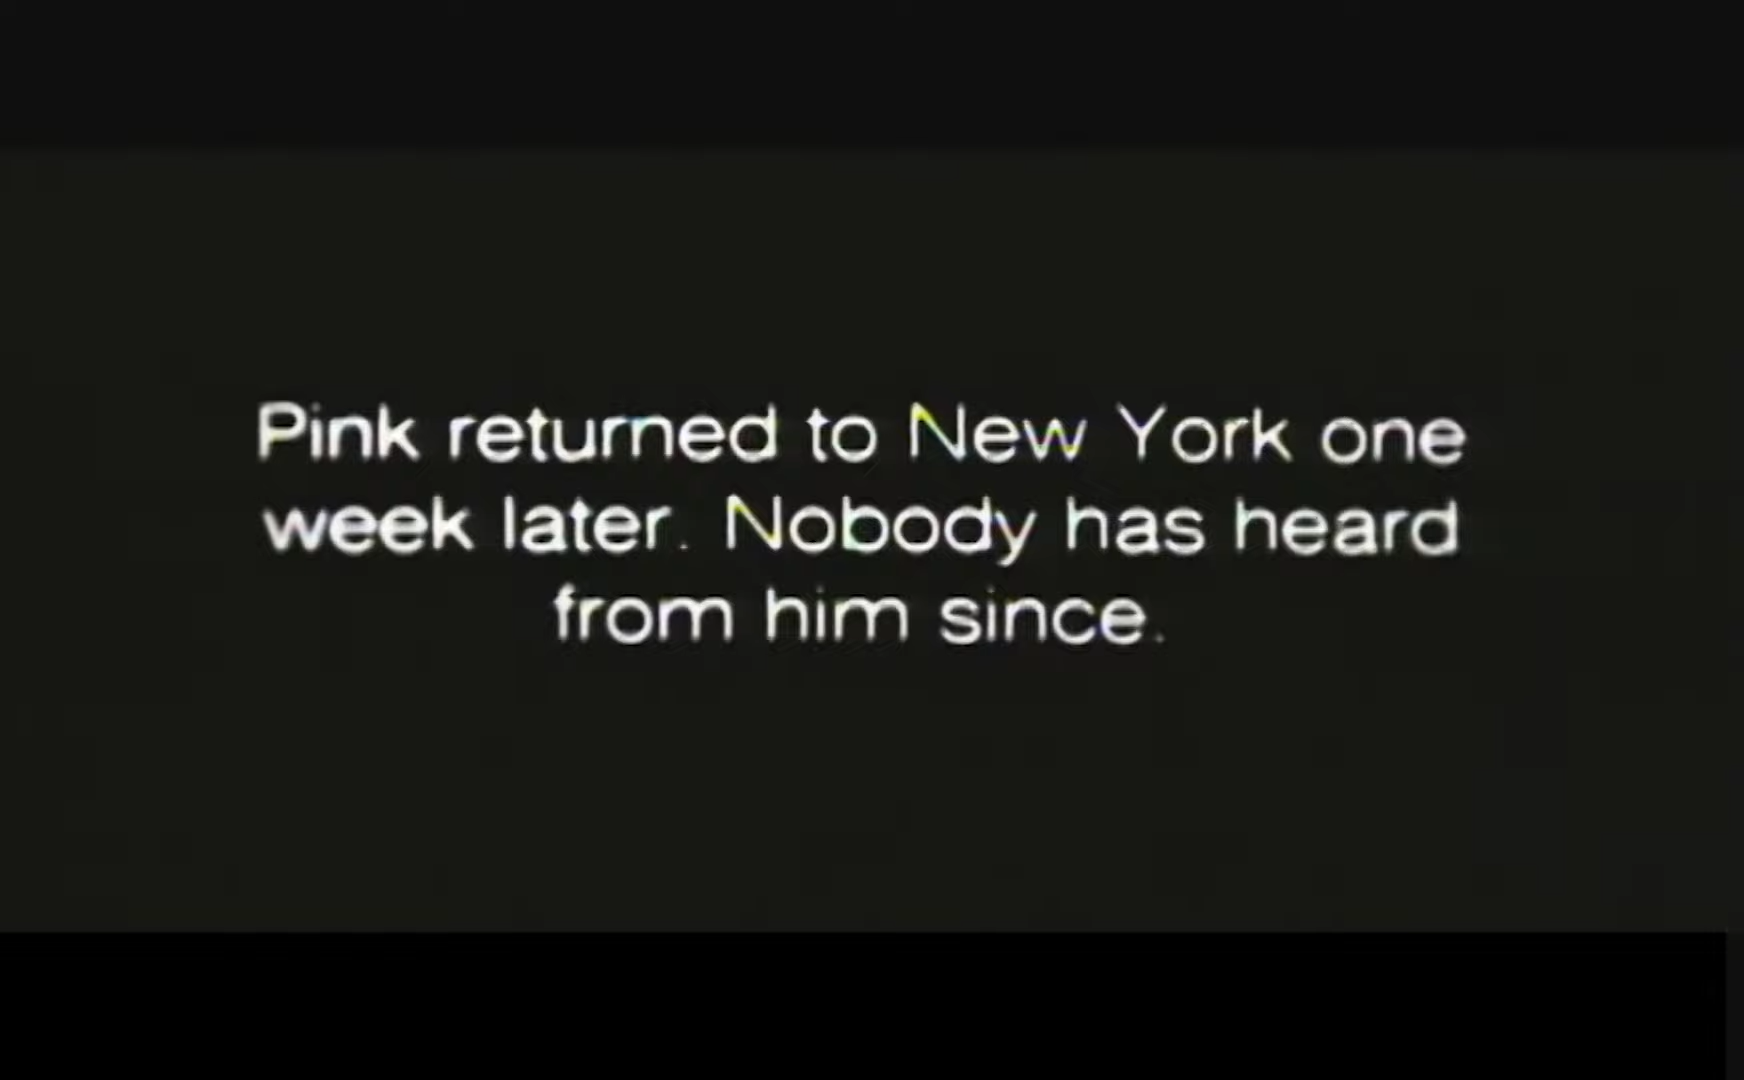 Pink returned to New York one
week later. Nobody has heard
from him since.